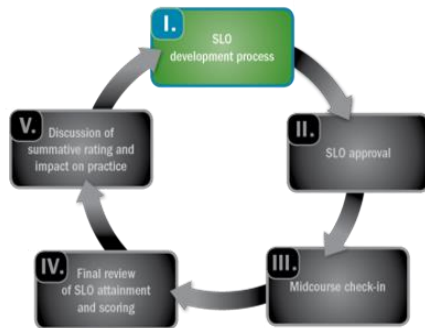 I.
SLO
development process
II.
SLO approval
III.
Midcourse check-in
IV.
Final review
of SLO attainment
and scoring
V.
Discussion of
summative rating and
impact on practice